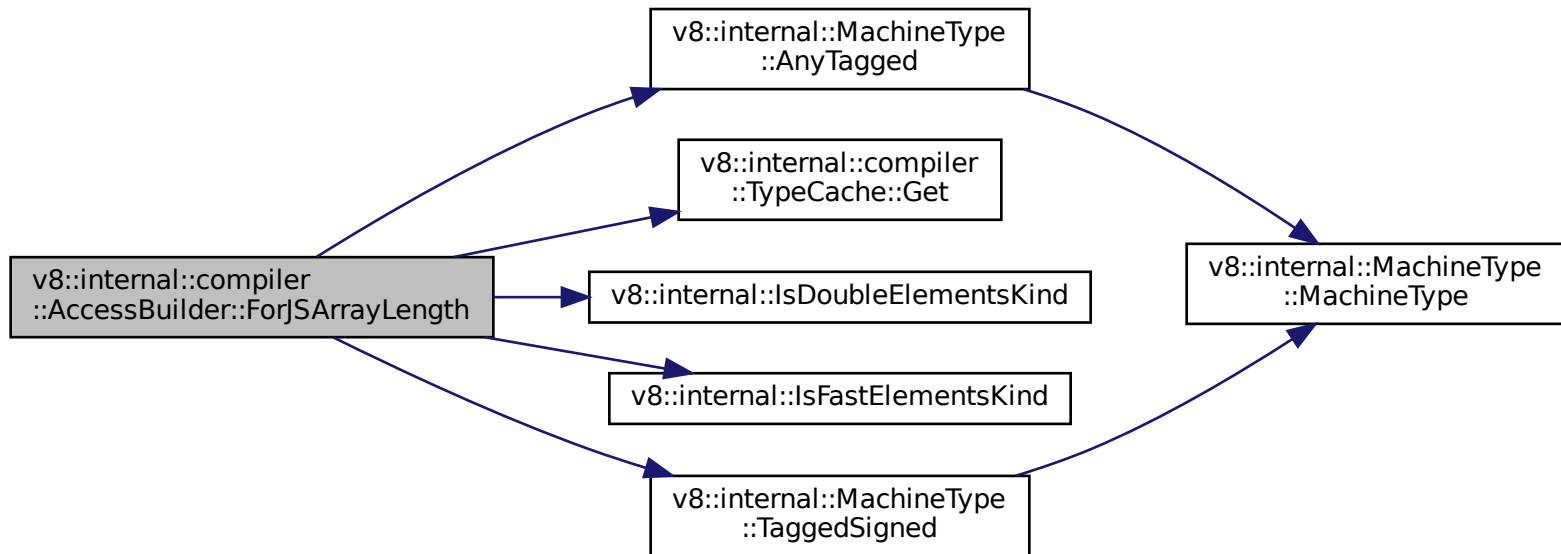 v8::internal::MachineType
::AnyTagged
v8::internal::compiler
::TypeCache::Get
v8::internal::compiler
::AccessBuilder::ForJSArrayLength
v8::internal::IsDoubleElementsKind
v8::internal::MachineType
::MachineType
v8::internal::IsFastElementsKind
v8::internal::MachineType
::TaggedSigned